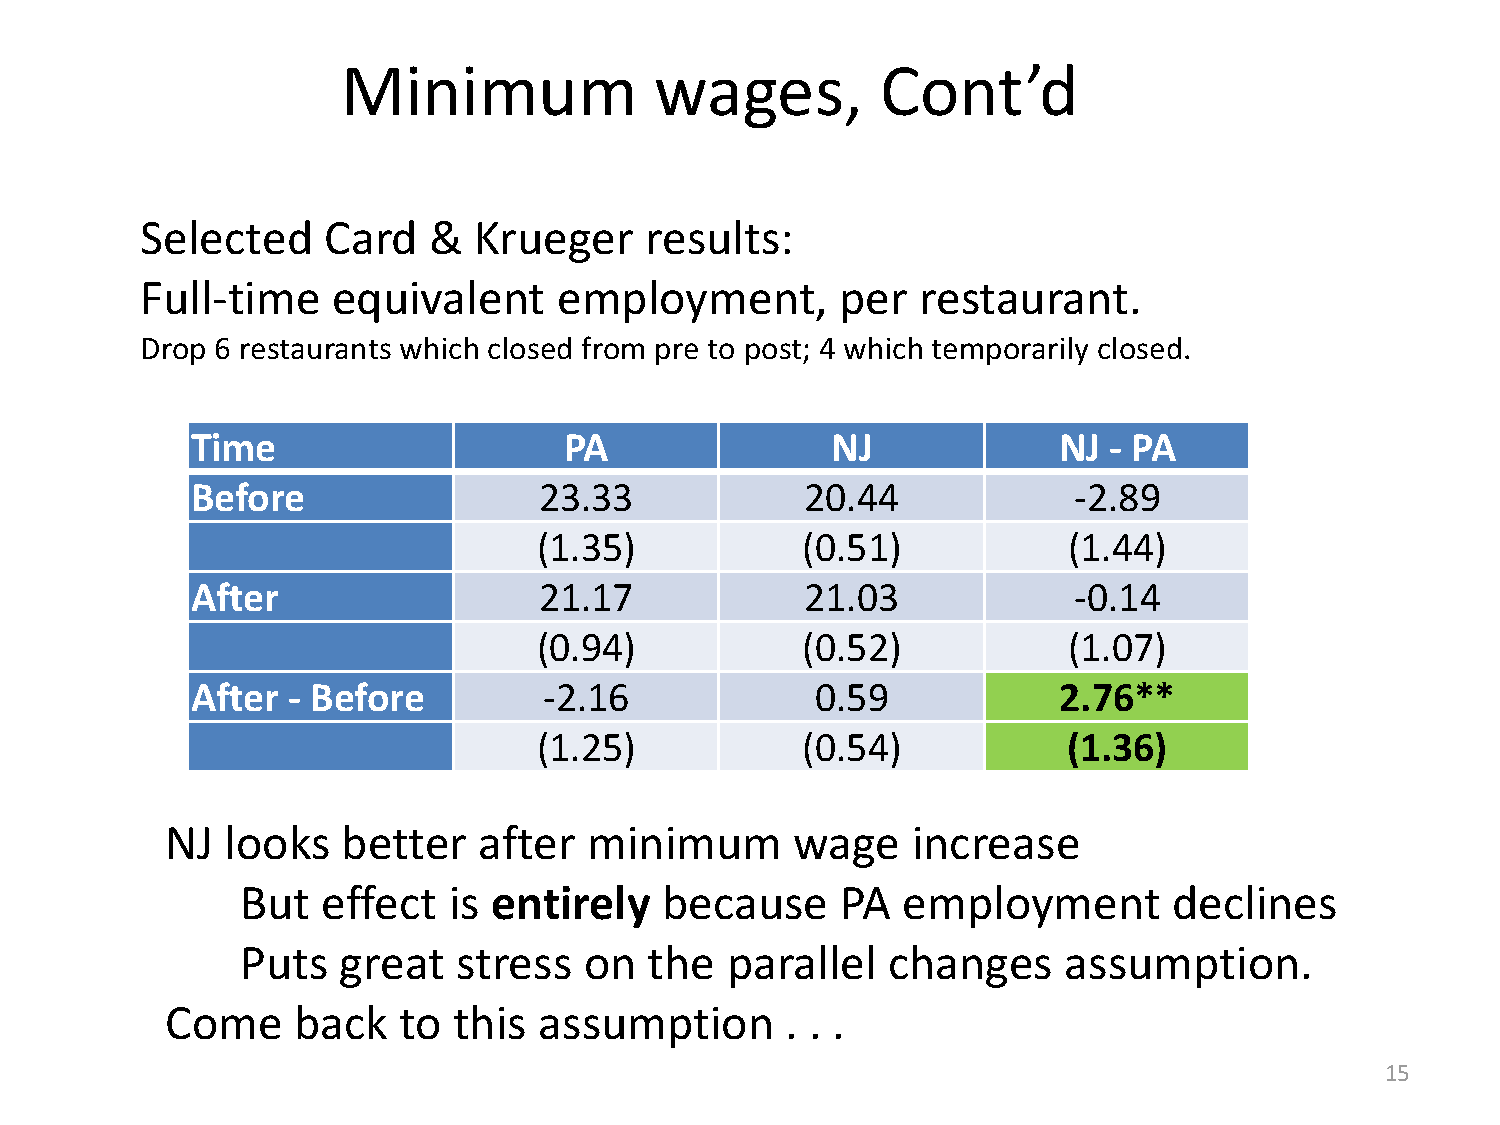 Minimum wages, Cont’d
Selected Card & Krueger results:
Full-time equivalent employment, per restaurant.
Drop 6 restaurants which closed from pre to post; 4 which temporarily closed.
Time PA NJ NJ - PA
Before 23.33 20.44 -2.89
(1.35) (0.51) (1.44)
After 21.17 21.03 -0.14
(0.94) (0.52) (1.07)
After - Before -2.16 0.59 2.76**
(1.25) (0.54) (1.36)
NJ looks better after minimum wage increase
But effect is entirely because PA employment declines
Puts great stress on the parallel changes assumption.
Come back to this assumption . . .
15